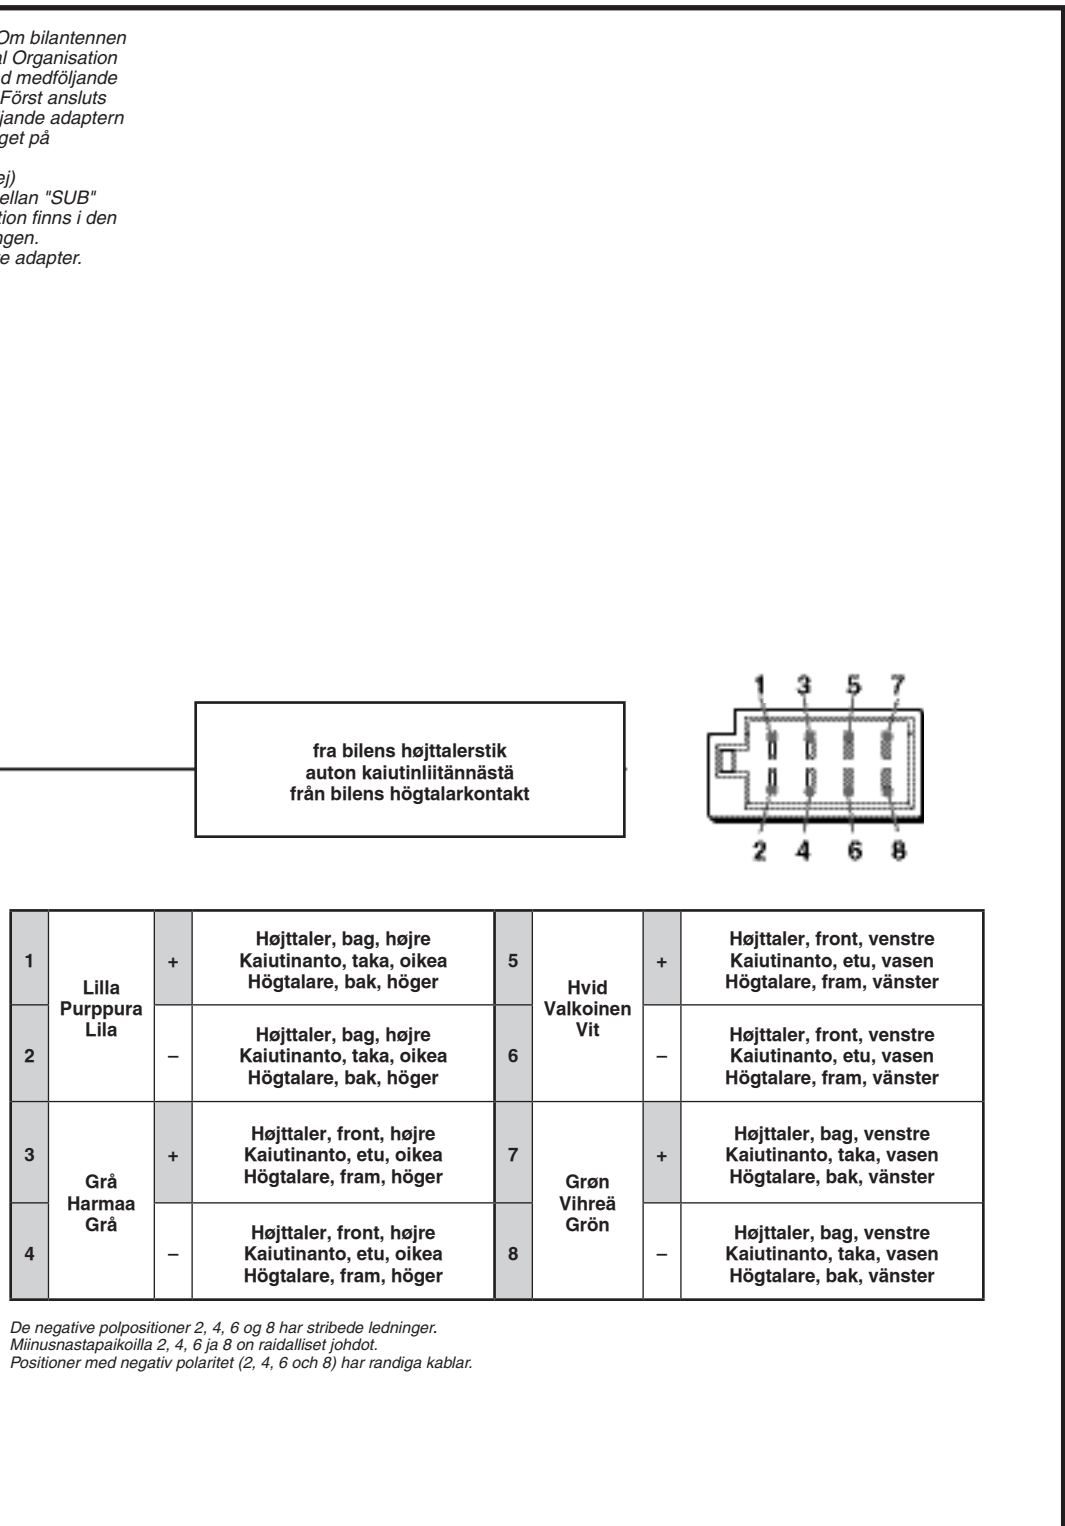 Om bilantennen
al Organisation
d medföljande
Först ansluts
jande adaptern
get på
ej)
ellan "SUB"
tion finns i den
ngen.
e adapter.
fra bilens højttalerstik
auton kaiutinliitännästä
från bilens högtalarkontakt
1 3 5 7
2 4 6 8
1
Lilla
Purppura
Lila
+
Højttaler, bag, højre
Kaiutinanto, taka, oikea
Högtalare, bak, höger
5
Hvid
Valkoinen
Vit
+
Højttaler, front, venstre
Kaiutinanto, etu, vasen
Högtalare, fram, vänster
2
–
Højttaler, bag, højre
Kaiutinanto, taka, oikea
Högtalare, bak, höger
6
–
Højttaler, front, venstre
Kaiutinanto, etu, vasen
Högtalare, fram, vänster
3
Grå
Harmaa
Grå
+
Højttaler, front, højre
Kaiutinanto, etu, oikea
Högtalare, fram, höger
7
Grøn
Vihreä
Grön
+
Højttaler, bag, venstre
Kaiutinanto, taka, vasen
Högtalare, bak, vänster
4
–
Højttaler, front, højre
Kaiutinanto, etu, oikea
Högtalare, fram, höger
8
–
Højttaler, bag, venstre
Kaiutinanto, taka, vasen
Högtalare, bak, vänster
De negative polpositioner 2, 4, 6 og 8 har stribede ledninger.
Miinusnastapaikoilla 2, 4, 6 ja 8 on raidalliset johdot.
Positioner med negativ polaritet (2, 4, 6 och 8) har randiga kablar.